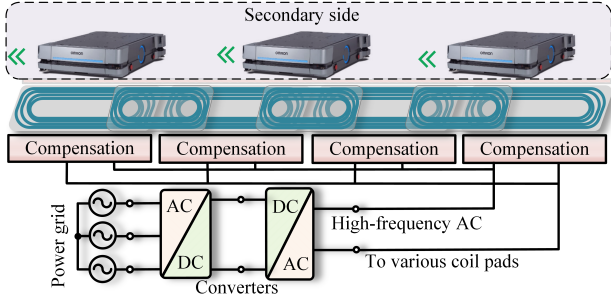 Secondary side
Compensation
Compensation
Compensation
Compensation
Power grid
AC
DC
DC
AC
High-frequency AC
To various coil pads
Converters